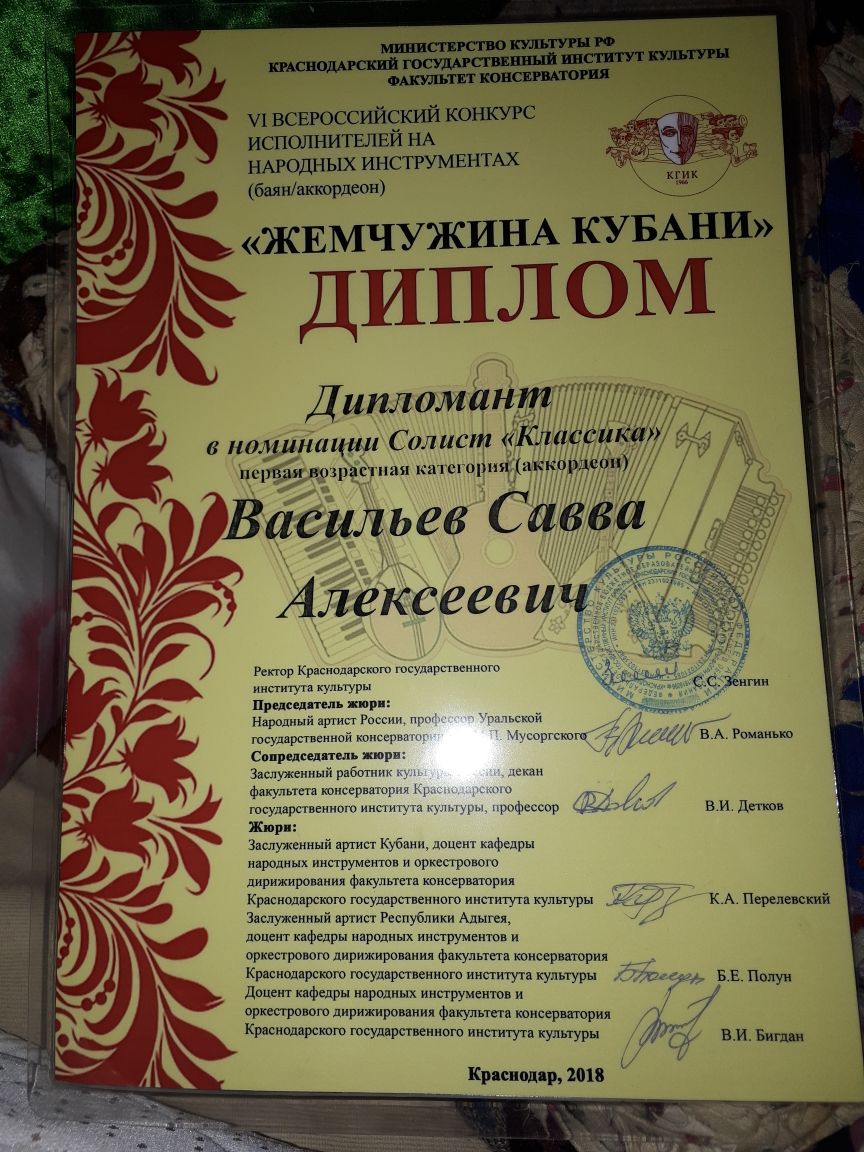 МИНИСТЕРСТВО КУЛЬТУРЫ РФ
КРАСНОДАРСКИЙ ГОСУДАРСТВЕННЫЙ ИНСТИТУТ КУЛЬТУРЫ
ФАКУЛЬТЕТ КОНСЕРВАТОРИЯ
VI ВСЕРОССИЙСКИЙ КОНКУРС
ИСПОЛНИТЕЛЕЙ НА
НАРОДНЫХ ИНСТРУМЕНТАХ
(баян/аккордеон)
КГИК
1966
«ЖЕМЧУЖИНА КУБАНИ»
ДИПЛОМ
Дипломант
в номинации Солист «Классика»
первая возрастная категория (аккордеон)
Васильев Савва
Алексеевич
Ректор Краснодарского государственного
института культуры С.С. Зенгин
Председатель жюри:
Народный артист России, профессор Уральской
государственной консерватории П. Мусоргского В.А. Романько
Сопредседатель жюри:
Заслуженный работник культуры декан
факультета консерватория Краснодарского
государственного института культуры, профессор В.И. Детков
Жюри:
Заслуженный артист Кубани, доцент кафедры
народных инструментов и оркестрового
дирижирования факультета консерватория
Краснодарского государственного института культуры К.А. Перелевский
Заслуженный артист Республики Адыгея,
доцент кафедры народных инструментов и
оркестрового дирижирования факультета консерватория
Краснодарского государственного института культуры Б.Е. Полун
Доцент кафедры народных инструментов и
оркестрового дирижирования факультета консерватория
Краснодарского государственного института культуры В.И. Бигдан
Краснодар, 2018